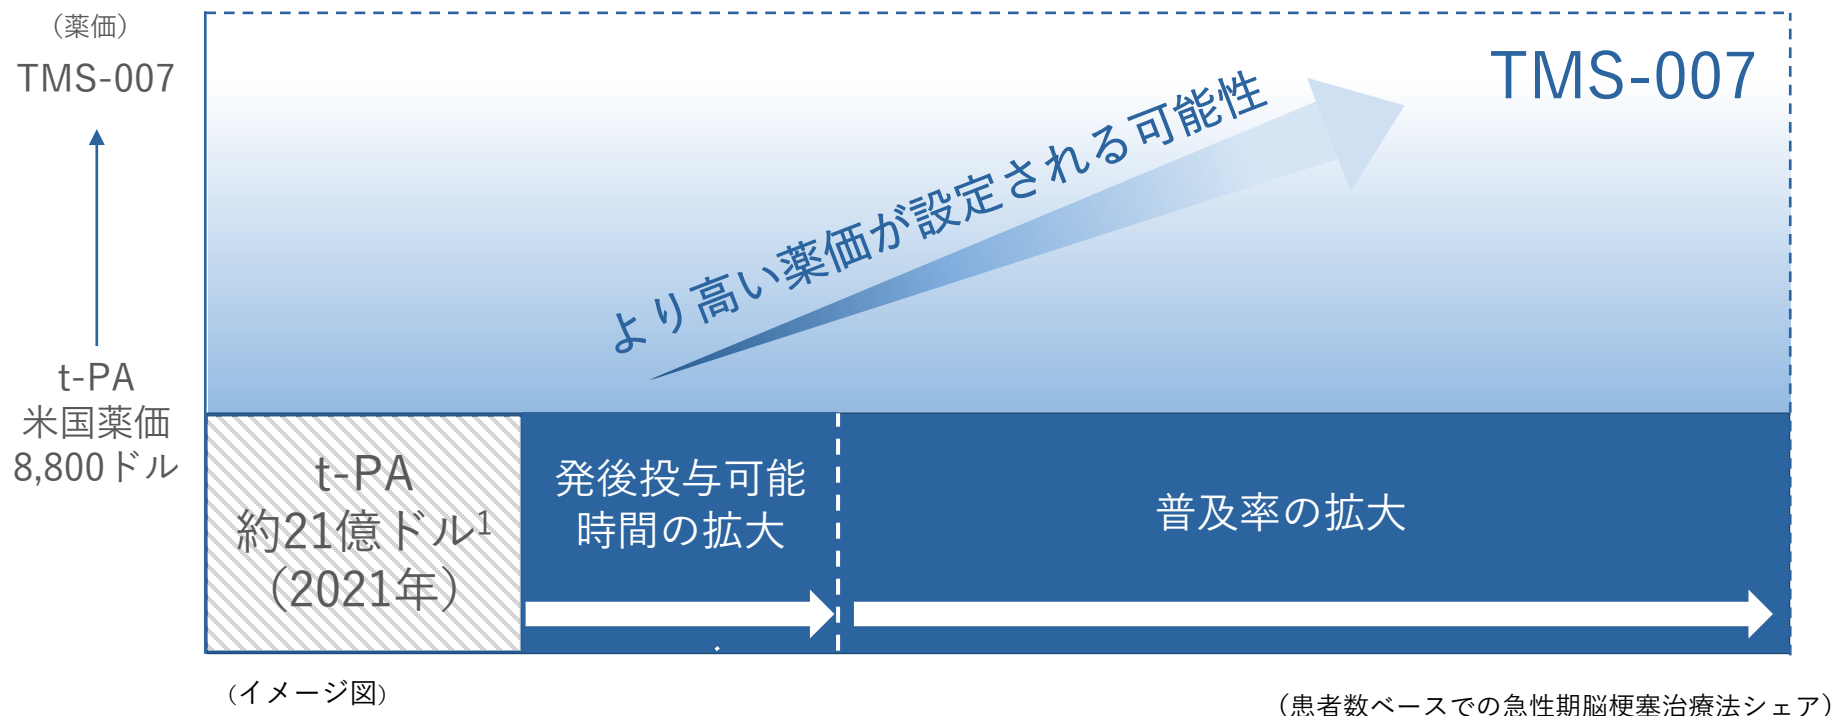 （薬価）
TMS-007
t-PA
米国薬価
8,800ドル
TMS-007
より高い薬価が設定される可能性
t-PA
約21億ドル1
（2021年）
発後投与可能
時間の拡大
普及率の拡大
（イメージ図）
（患者数ベースでの急性期脳梗塞治療法シェア）